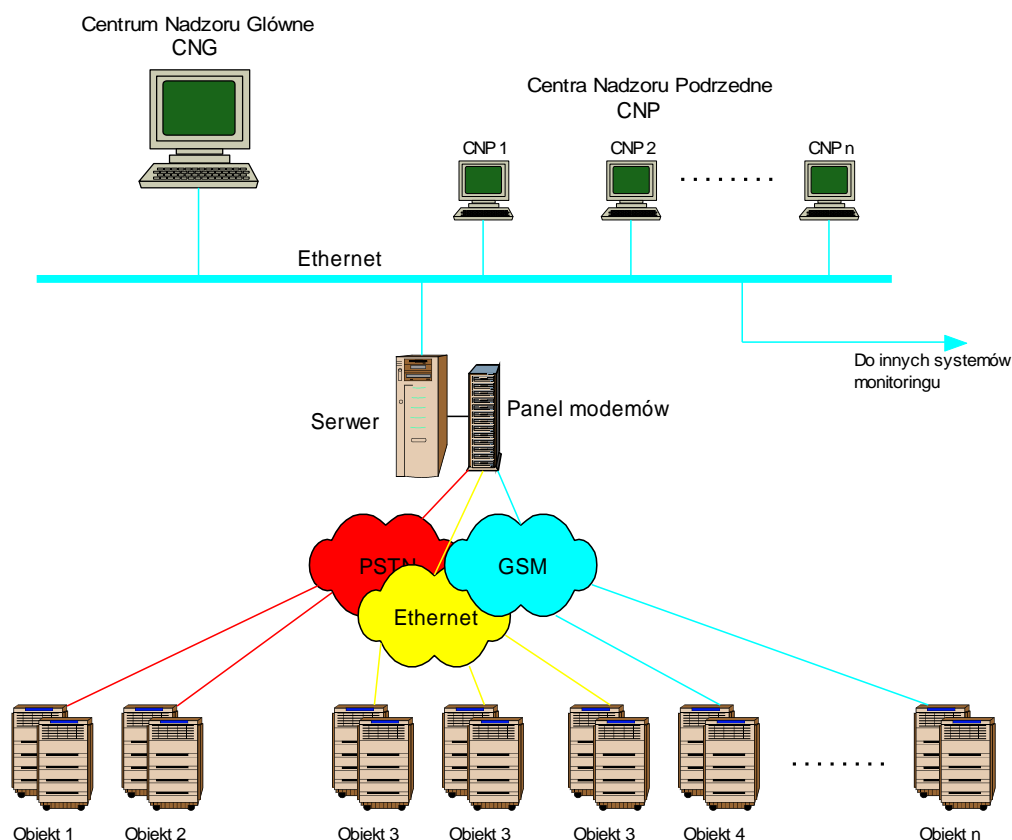 Centrum Nadzoru Glówne
CNG
Centra Nadzoru Podrzedne
CNP
CNP 1
CNP 2
CNP n
Ethernet
Do innych systemów
monitoringu
Serwer
Panel modemów
PSTN
GSM
Ethernet
Obiekt 1
Obiekt 2
Obiekt 3
Obiekt 3
Obiekt 3
Obiekt 4
Obiekt n